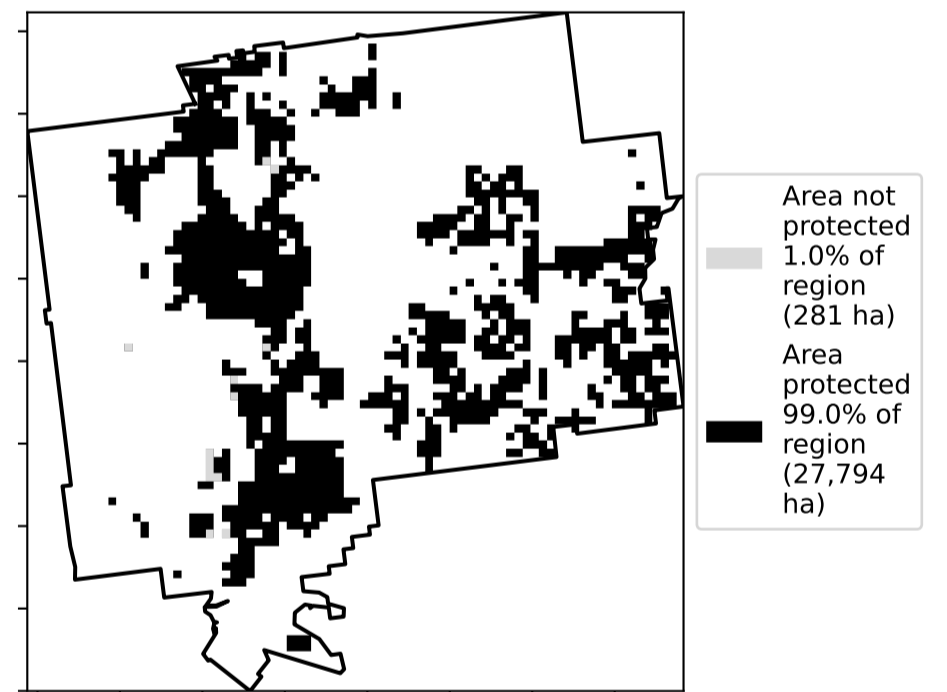 Area not
protected
1.0% of
region
(281 ha)
Area
protected
99.0% of
region
(27,794
ha)